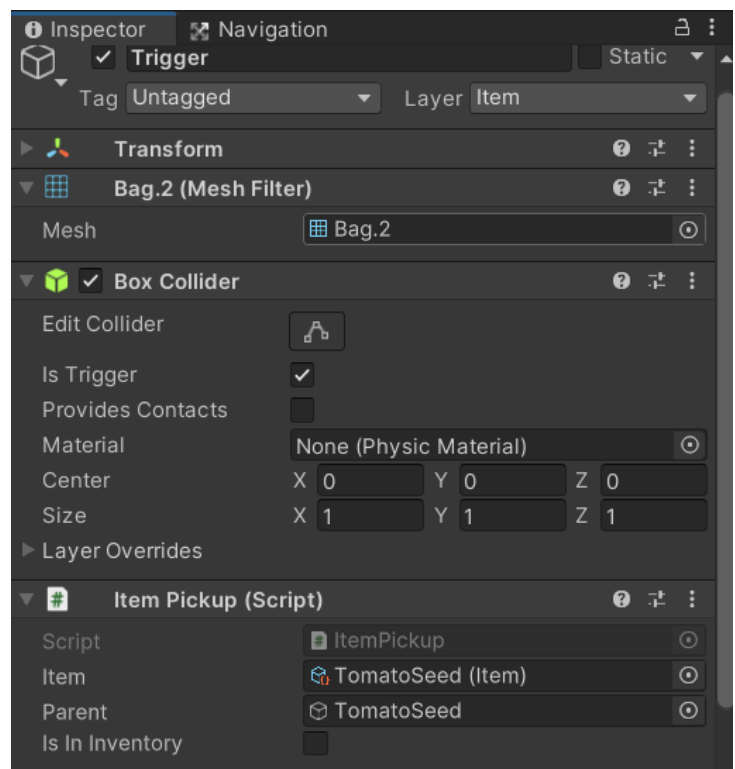 Inspector Navigation
Trigger Static
Tag Untagged Layer Item
Transform
Bag.2 (Mesh Filter)
Mesh Bag.2
Box Collider
Edit Collider
Is Trigger
Provides Contacts
Material None (Physic Material)
Center X 0 Y 0 Z 0
Size X 1 Y 1 Z 1
Layer Overrides
# Item Pickup (Script)
Script # ItemPickup
Item TomatoSeed (Item)
Parent TomatoSeed
Is In Inventory